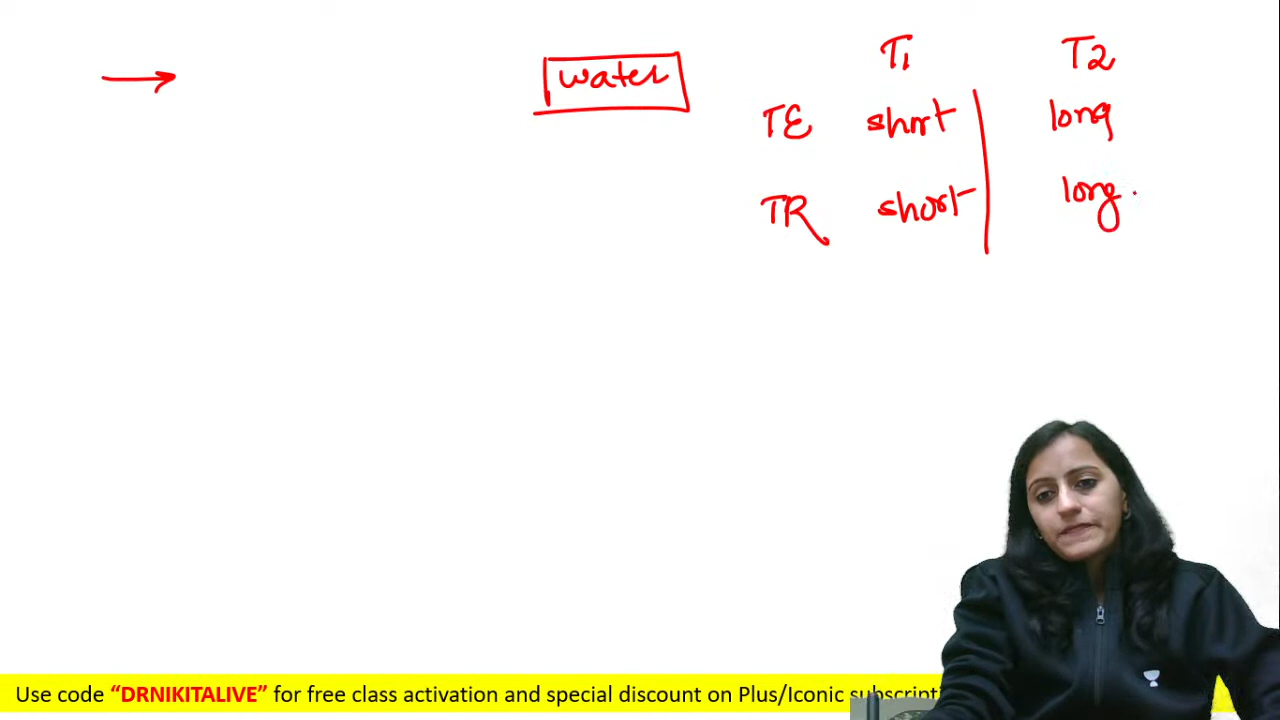 T1 T2
water
TE short long
TR short long.
Use code “DRNIKITALIVE” for free class activation and special discount on Plus/Iconic